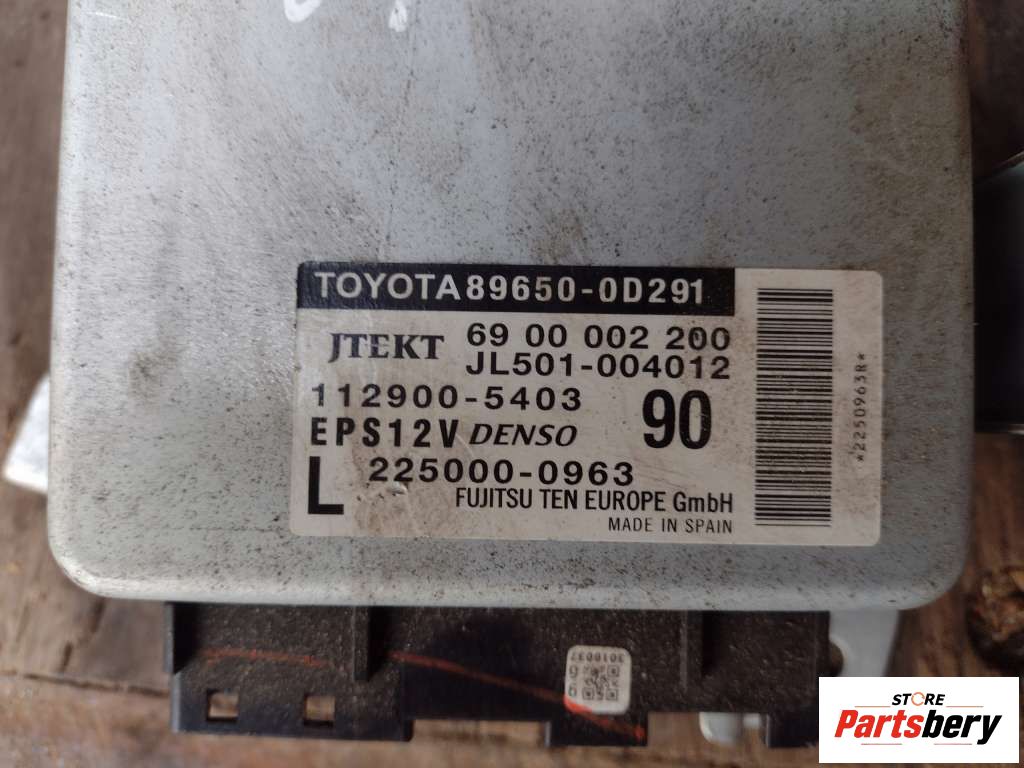 TOYOTA 89650-0D291
JTEKT 69 00 002 200
JL501-004012
112900-5403 90
EPS12V DENSO
L 225000-0963
FUJITSU TEN EUROPE GmbH
MADE IN SPAIN
*2250963R*
3010037
STORE
Partsbery